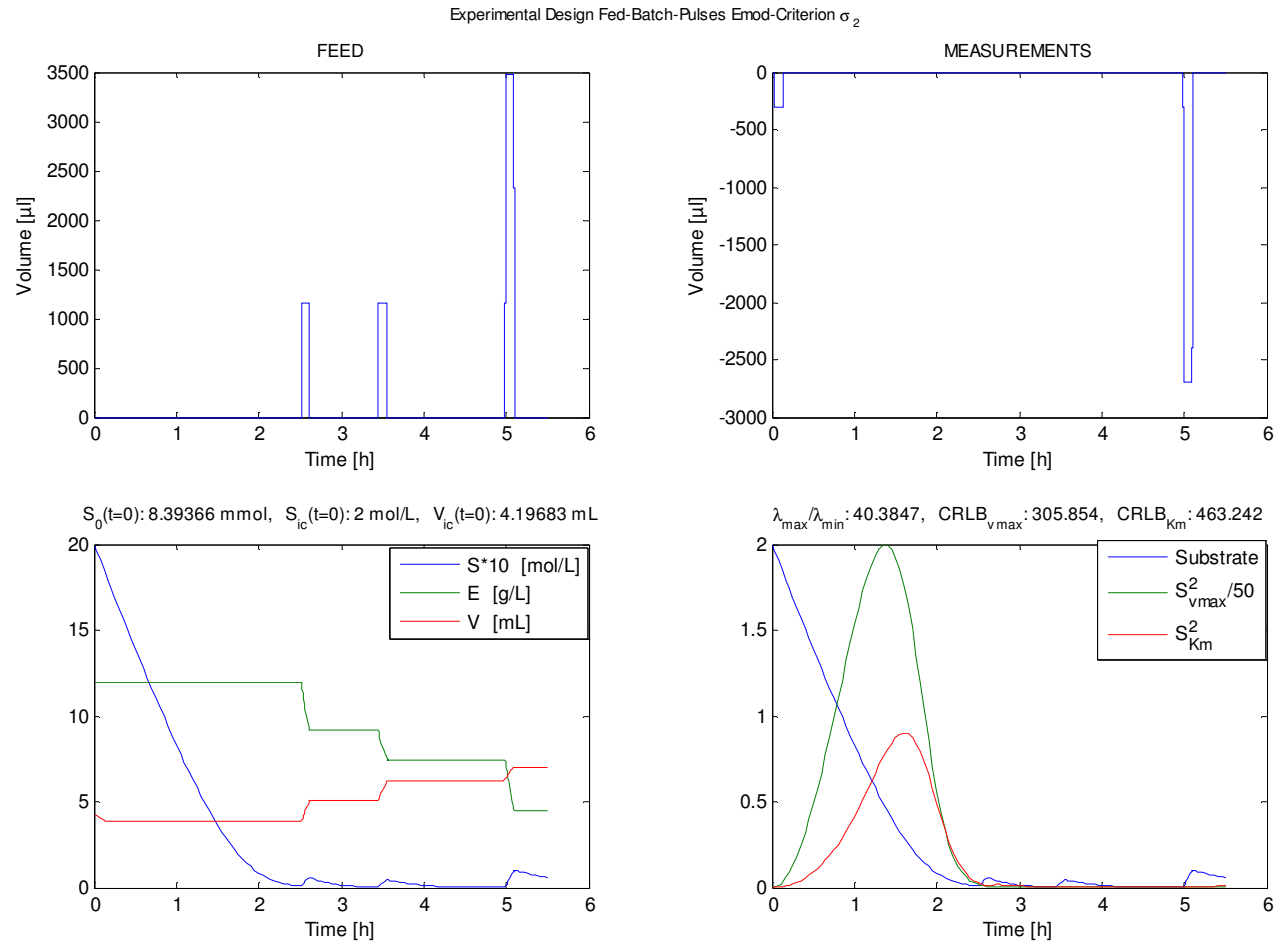 Experimental Design Fed-Batch-Pulses Emod-Criterion σ2
FEED
3500
3000
2500
2000
1500
1000
500
0
Volume [µl]
0 1 2 3 4 5 6
Time [h]
MEASUREMENTS
0
-500
-1000
-1500
-2000
-2500
-3000
Volume [µl]
0 1 2 3 4 5 6
Time [h]
S0(t=0): 8.39366 mmol, Sic(t=0): 2 mol/L, Vic(t=0): 4.19683 mL
20
15
10
5
0
S*10 [mol/L]
E [g/L]
V [mL]
0 1 2 3 4 5 6
Time [h]
λmax/λmin: 40.3847, CRLBvmax: 305.854, CRLBKm: 463.242
2
1.5
1
0.5
0
Substrate
S²vmax/50
S²Km
0 1 2 3 4 5 6
Time [h]